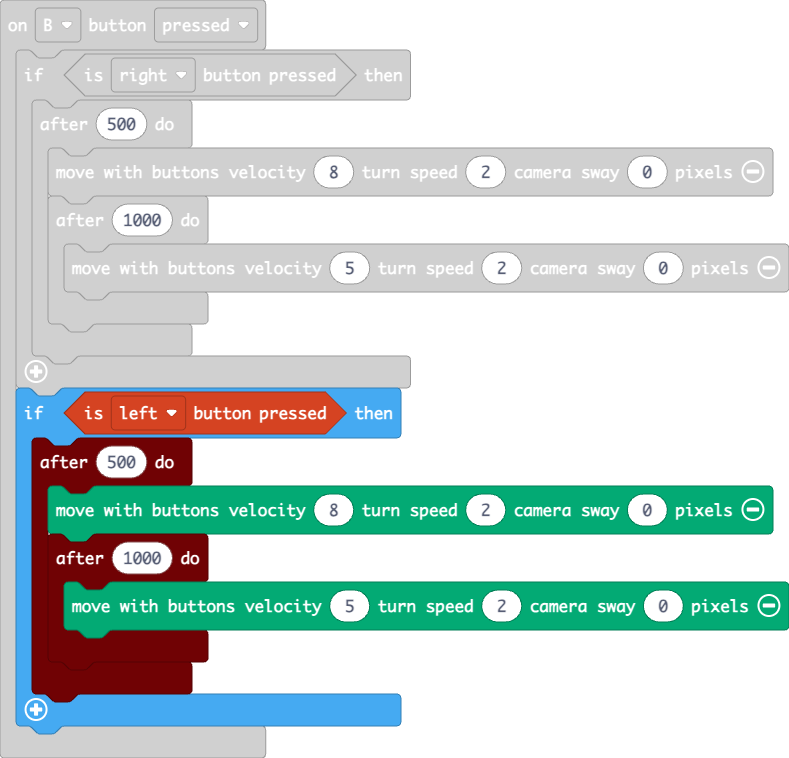 on B button pressed
if is right button pressed then
after 500 do
move with buttons velocity 8 turn speed 2 camera sway 0 pixels
after 1000 do
move with buttons velocity 5 turn speed 2 camera sway 0 pixels
if is left button pressed then
after 500 do
move with buttons velocity 8 turn speed 2 camera sway 0 pixels
after 1000 do
move with buttons velocity 5 turn speed 2 camera sway 0 pixels